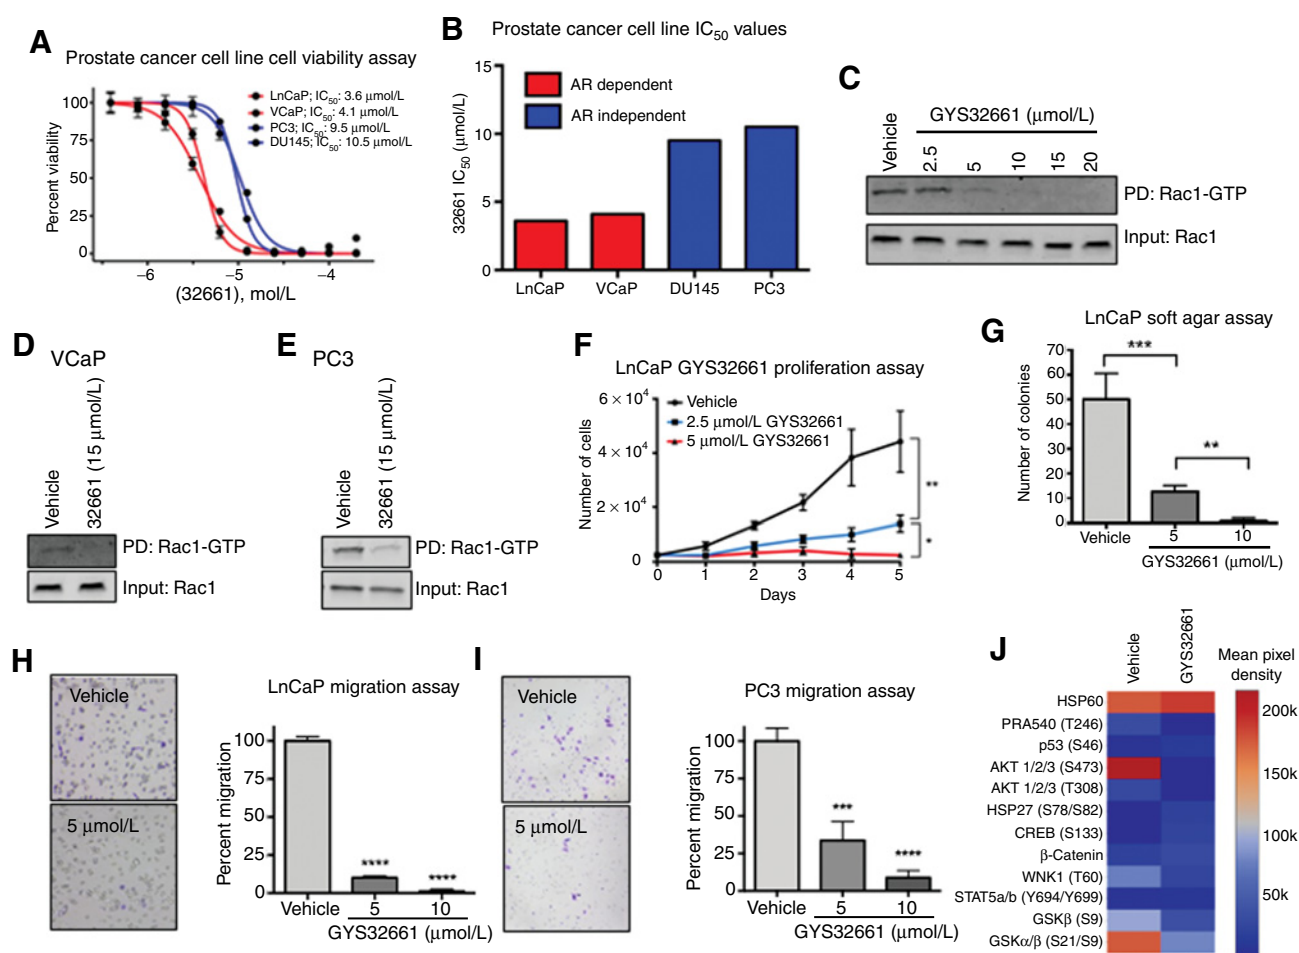 A
Prostate cancer cell line cell viability assay
Percent viability
100
75
50
25
0
LnCaP; IC50: 3.6 μmol/L
VCaP; IC50: 4.1 μmol/L
PC3; IC50: 9.5 μmol/L
DU145; IC50: 10.5 μmol/L
−6
−5
−4
(32661), mol/L
B
Prostate cancer cell line IC50 values
32661 IC50 (μmol/L)
15
10
5
0
AR dependent
AR independent
LnCaP
VCaP
DU145
PC3
C
GYS32661 (μmol/L)
Vehicle
2.5
5
10
15
20
PD: Rac1-GTP
Input: Rac1
D
VCaP
Vehicle
32661 (15 μmol/L)
PD: Rac1-GTP
Input: Rac1
E
PC3
Vehicle
32661 (15 μmol/L)
PD: Rac1-GTP
Input: Rac1
F
LnCaP GYS32661 proliferation assay
Number of cells
6 × 10^4
4 × 10^4
2 × 10^4
0
Vehicle
2.5 μmol/L GYS32661
5 μmol/L GYS32661
**
*
0
1
2
3
4
5
Days
G
LnCaP soft agar assay
Number of colonies
70
60
50
40
30
20
10
0
***
**
Vehicle
5
10
GYS32661 (μmol/L)
H
Vehicle
5 μmol/L
LnCaP migration assay
Percent migration
100
75
50
25
0
****
****
Vehicle
5
10
GYS32661 (μmol/L)
I
Vehicle
5 μmol/L
PC3 migration assay
Percent migration
100
75
50
25
0
***
****
Vehicle
5
10
GYS32661 (μmol/L)
J
Vehicle
GYS32661
Mean pixel
density
HSP60
PRA540 (T246)
p53 (S46)
AKT 1/2/3 (S473)
AKT 1/2/3 (T308)
HSP27 (S78/S82)
CREB (S133)
β-Catenin
WNK1 (T60)
STAT5a/b (Y694/Y699)
GSKβ (S9)
GSKα/β (S21/S9)
200k
150k
100k
50k